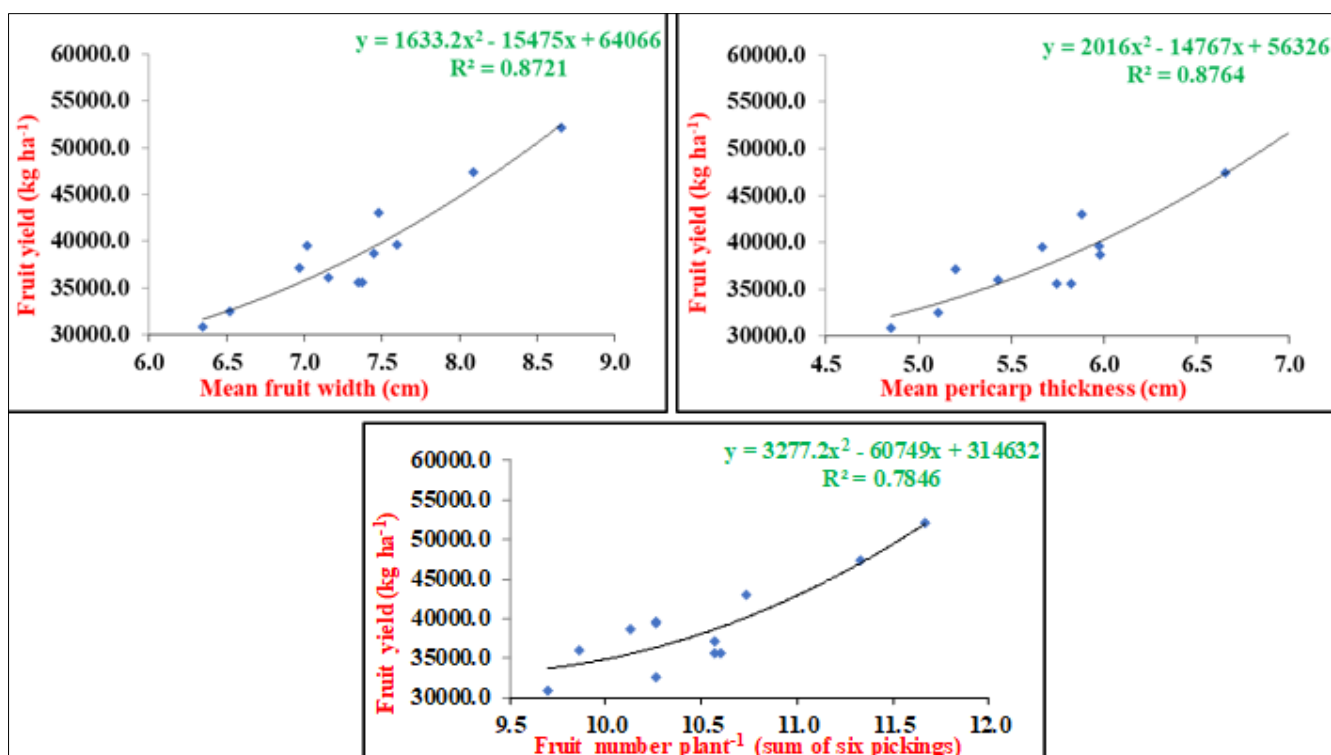 y = 1633.2x² - 15475x + 64066
R² = 0.8721
60000.0
55000.0
50000.0
45000.0
40000.0
35000.0
30000.0
Fruit yield (kg ha⁻¹)
6.0 6.5 7.0 7.5 8.0 8.5 9.0
Mean fruit width (cm)
y = 2016x² - 14767x + 56326
R² = 0.8764
60000.0
55000.0
50000.0
45000.0
40000.0
35000.0
30000.0
Fruit yield (kg ha⁻¹)
4.5 5.0 5.5 6.0 6.5 7.0
Mean pericarp thickness (cm)
y = 3277.2x² - 60749x + 314632
R² = 0.7846
60000.0
55000.0
50000.0
45000.0
40000.0
35000.0
30000.0
Fruit yield (kg ha⁻¹)
9.5 10.0 10.5 11.0 11.5 12.0
Fruit number plant⁻¹ (sum of six pickings)